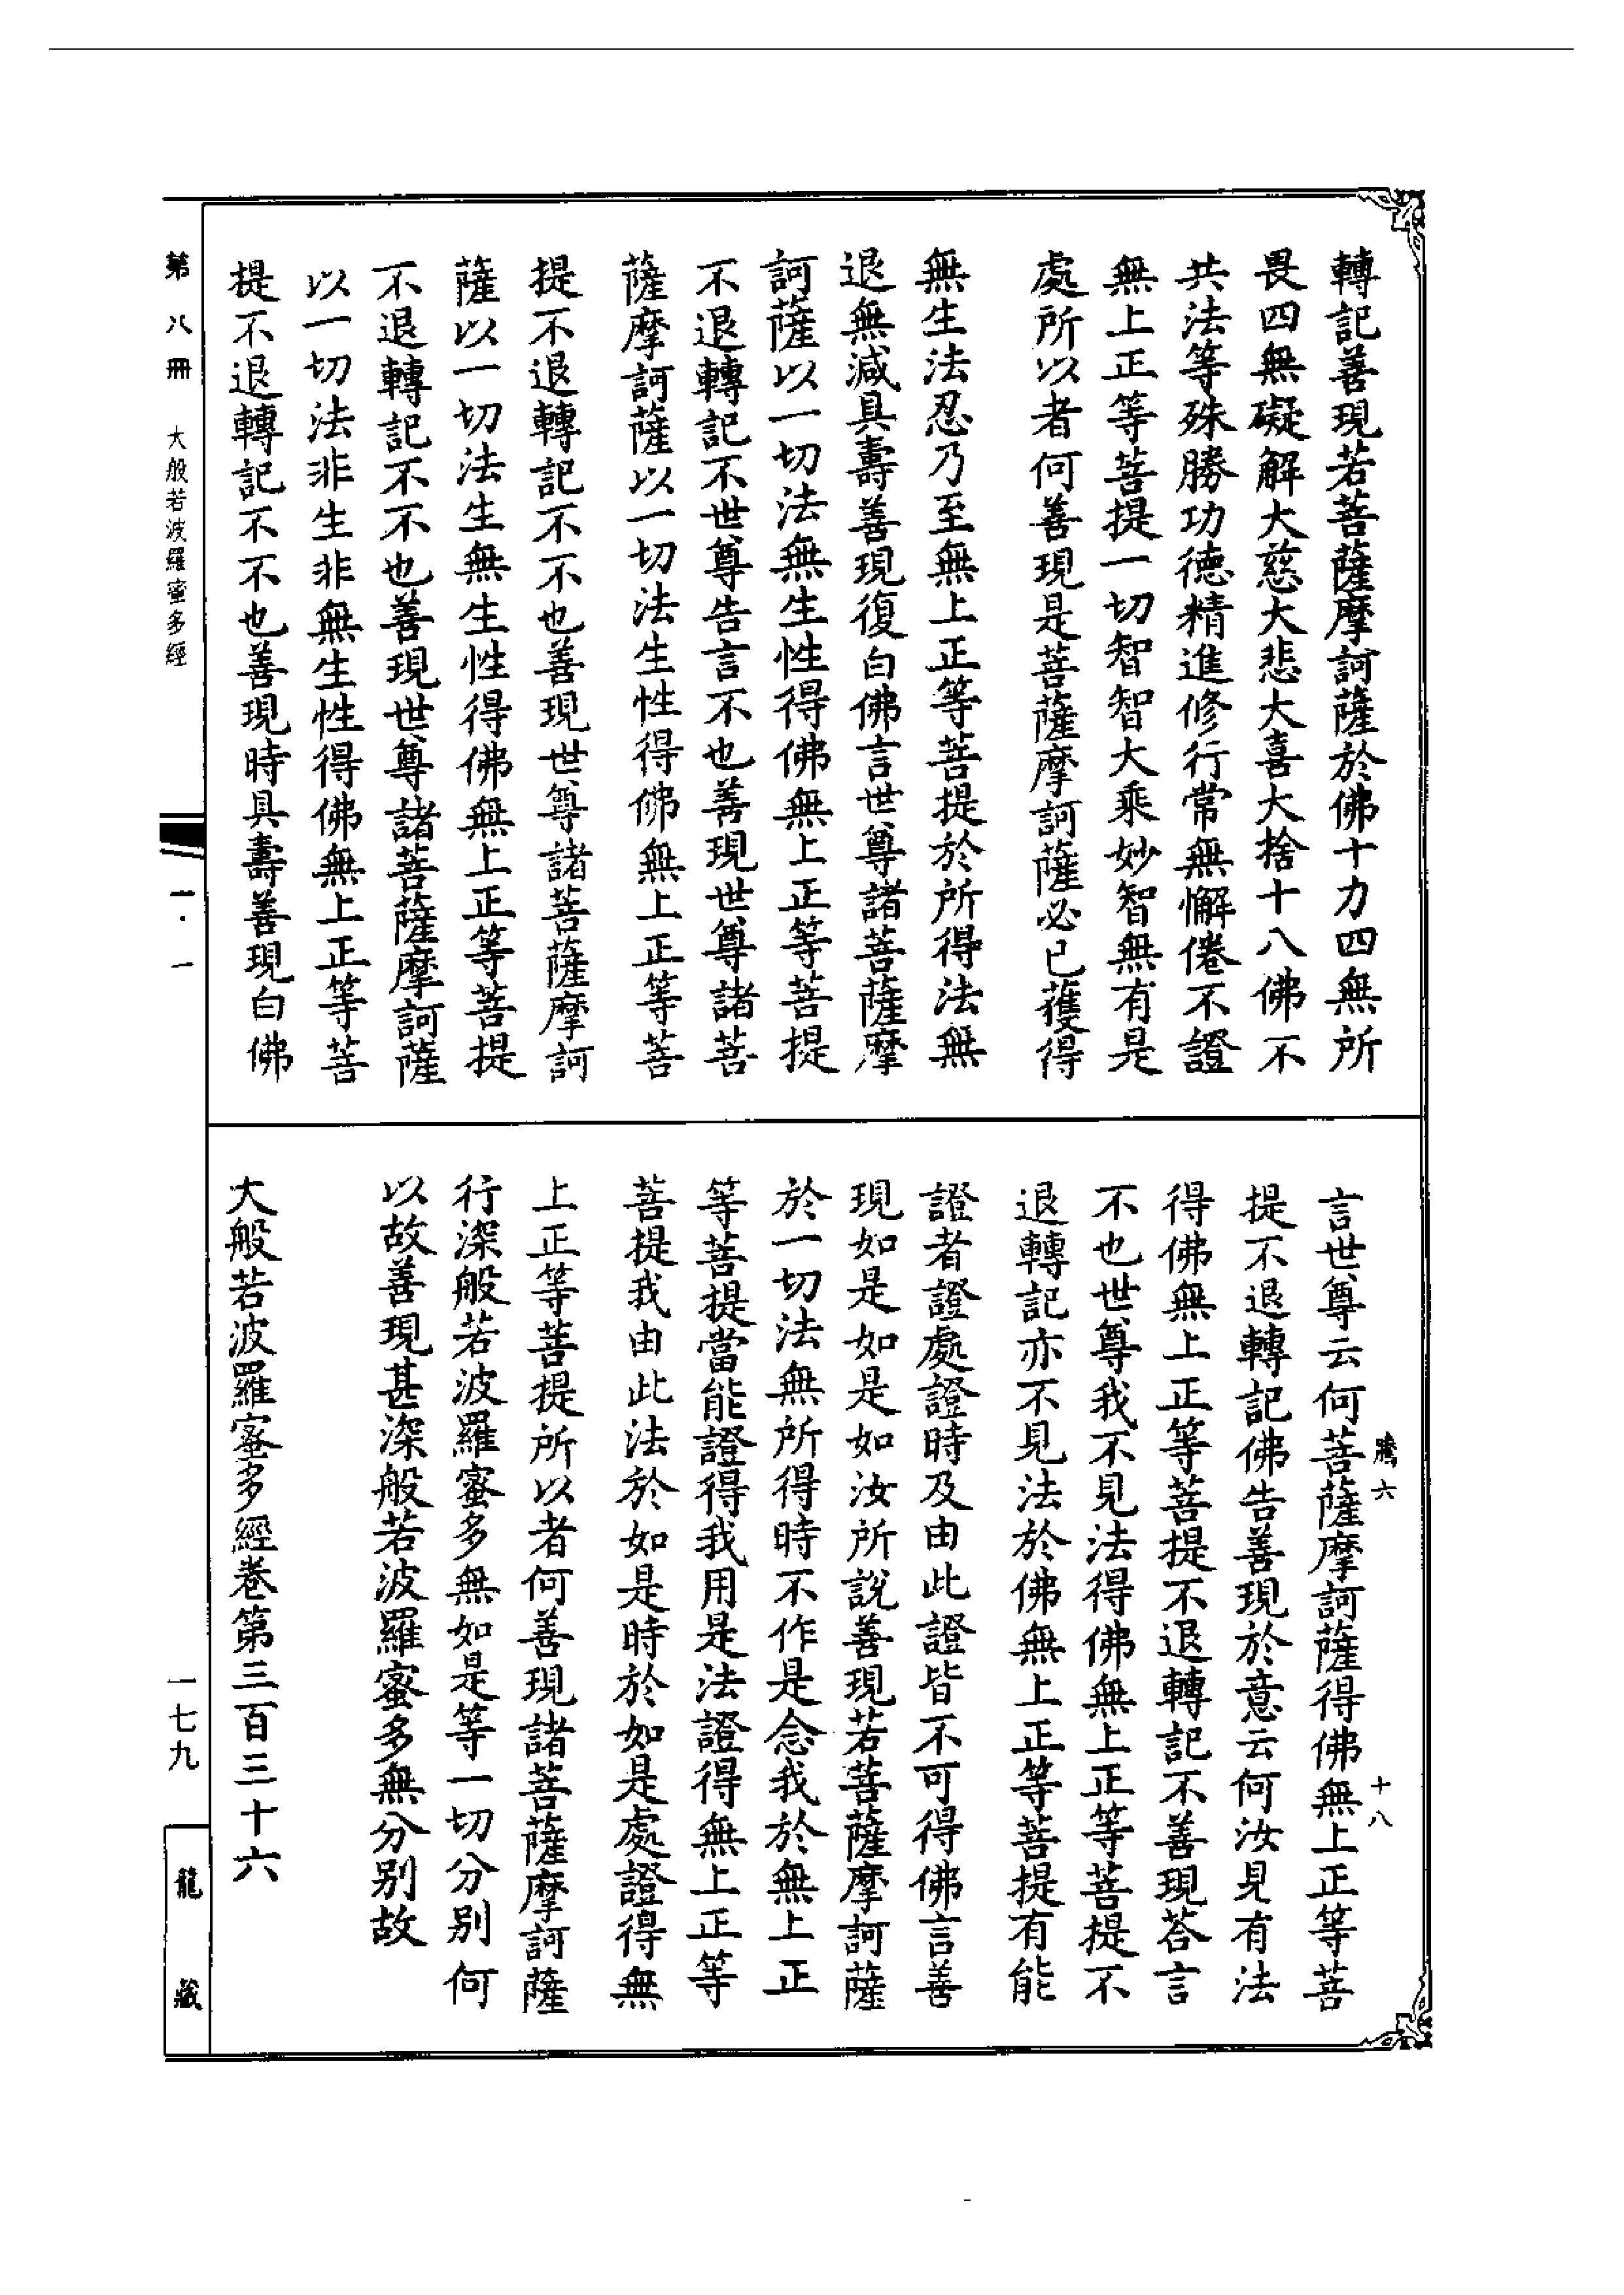 轉記善現若菩薩摩訶薩於佛十力四無所
畏四無礙解大慈大悲大喜大捨十八佛不
共法等殊勝功德精進修行常無懈倦不證
無上正等菩提一切智智大乘妙智無有是
處所以者何善現是菩薩摩訶薩必已獲得
無生法忍乃至無上正等菩提於所得法無
退無減具壽善現復白佛言世尊諸菩薩摩
訶薩以一切法無生性得佛無上正等菩提
不退轉記不世尊告言不也善現世尊諸菩
薩摩訶薩以一切法生性得佛無上正等菩
提不退轉記不不也善現世尊諸菩薩摩訶
薩以一切法生無生性得佛無上正等菩提
不退轉記不不也善現世尊諸菩薩摩訶薩
以一切法非生非無生性得佛無上正等菩
提不退轉記不不也善現時具壽善現白佛
言世尊云何菩薩摩訶薩得佛無上正等菩
提不退轉記佛告善現於意云何汝見有法
得佛無上正等菩提不退轉記不善現荅言
不也世尊我不見法得佛無上正等菩提不
退轉記亦不見法於佛無上正等菩提有能
證者證處證時及由此證皆不可得佛言善
現如是如是如汝所說善現若菩薩摩訶薩
於一切法無所得時不作是念我於無上正
等菩提當能證得我用是法證得無上正等
菩提我由此法於如是時於如是處證得無
上正等菩提所以者何善現諸菩薩摩訶薩
行深般若波羅蜜多無如是等一切分別何
以故善現甚深般若波羅蜜多無分別故
大般若波羅蜜多經卷第三百三十六
騰六
十八
第八冊 大般若波羅蜜多經
一·一
一七九
龍藏